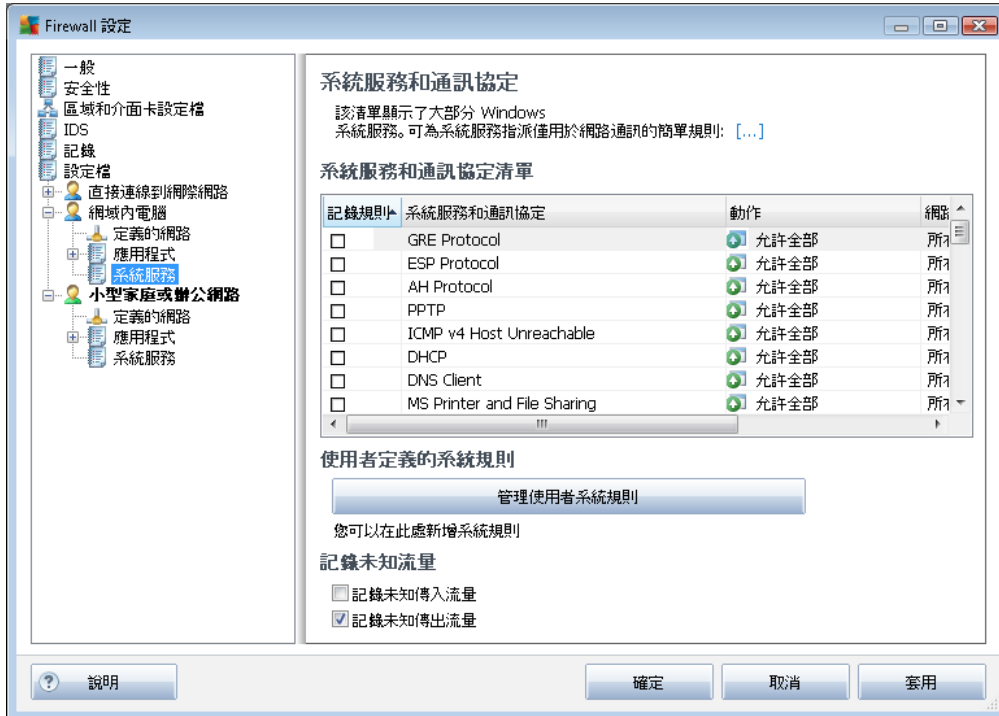 Firewall 設定
一般
安全性
區域和介面卡設定檔
IDS
記錄
設定檔
直接連線到網際網路
網域內電腦
定義的網路
應用程式
系統服務
小型家庭或辦公網路
定義的網路
應用程式
系統服務
系統服務和通訊協定
該清單顯示了大部分 Windows
系統服務。可為系統服務指派僅用於網路通訊的簡單規則: [...]
系統服務和通訊協定清單
記錄規則 系統服務和通訊協定 動作 網路
GRE Protocol 允許全部
ESP Protocol 允許全部
AH Protocol 允許全部
PPTP 允許全部
ICMP v4 Host Unreachable 允許全部
DHCP 允許全部
DNS Client 允許全部
MS Printer and File Sharing 允許全部
使用者定義的系統規則
管理使用者系統規則
您可以在此處新增系統規則
記錄未知流量
記錄未知傳入流量
記錄未知傳出流量
說明 確定 取消 套用